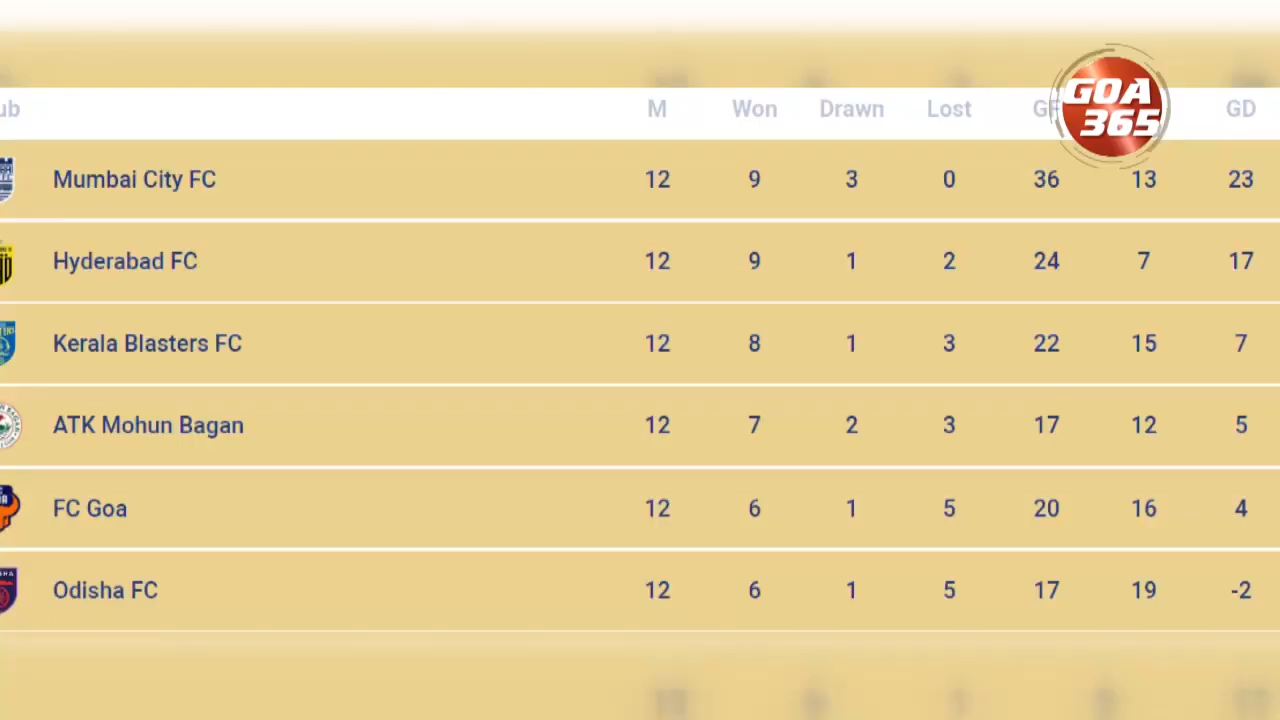 ub M Won Drawn Lost GF GD
GOA
365
Mumbai City FC 12 9 3 0 36 13 23
Hyderabad FC 12 9 1 2 24 7 17
Kerala Blasters FC 12 8 1 3 22 15 7
ATK Mohun Bagan 12 7 2 3 17 12 5
FC Goa 12 6 1 5 20 16 4
Odisha FC 12 6 1 5 17 19 -2